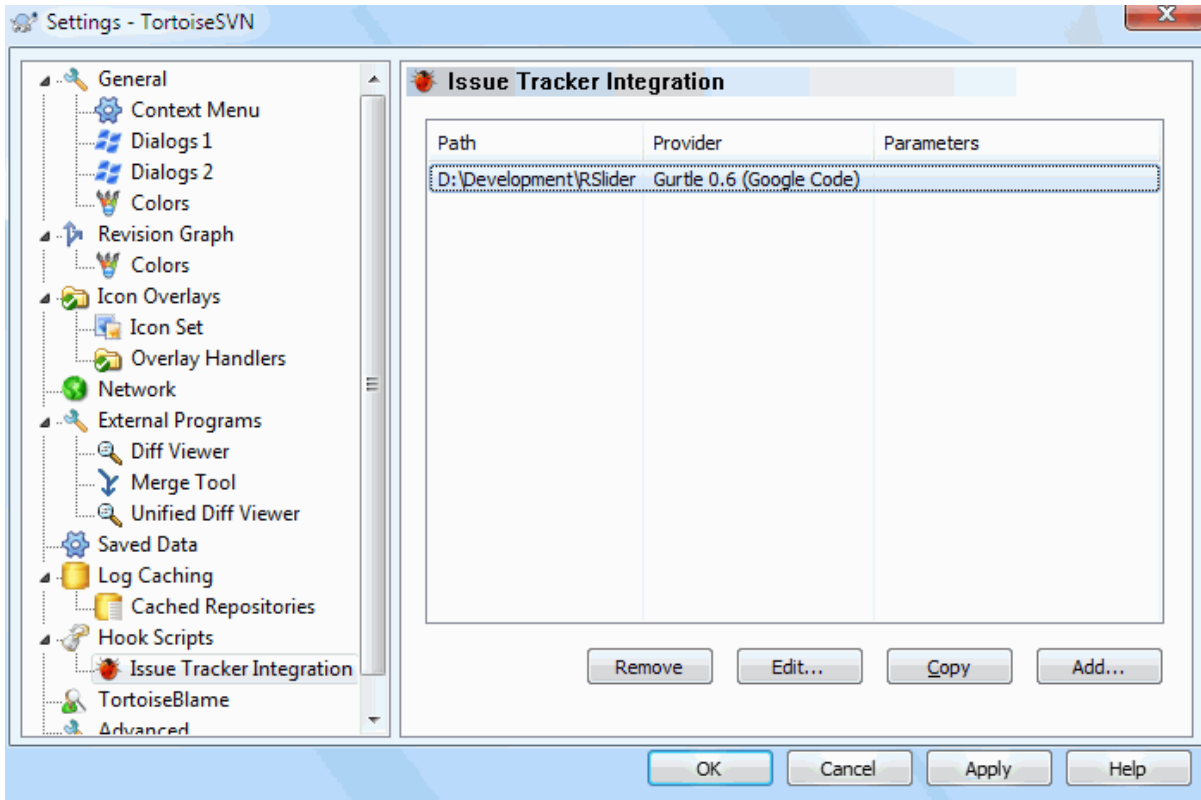 Settings - TortoiseSVN
General
Context Menu
Dialogs 1
Dialogs 2
Colors
Revision Graph
Colors
Icon Overlays
Icon Set
Overlay Handlers
Network
External Programs
Diff Viewer
Merge Tool
Unified Diff Viewer
Saved Data
Log Caching
Cached Repositories
Hook Scripts
Issue Tracker Integration
TortoiseBlame
Advanced
Issue Tracker Integration
Path Provider Parameters
D:\Development\RSlider Gurtle 0.6 (Google Code)
Remove Edit... Copy Add...
OK Cancel Apply Help